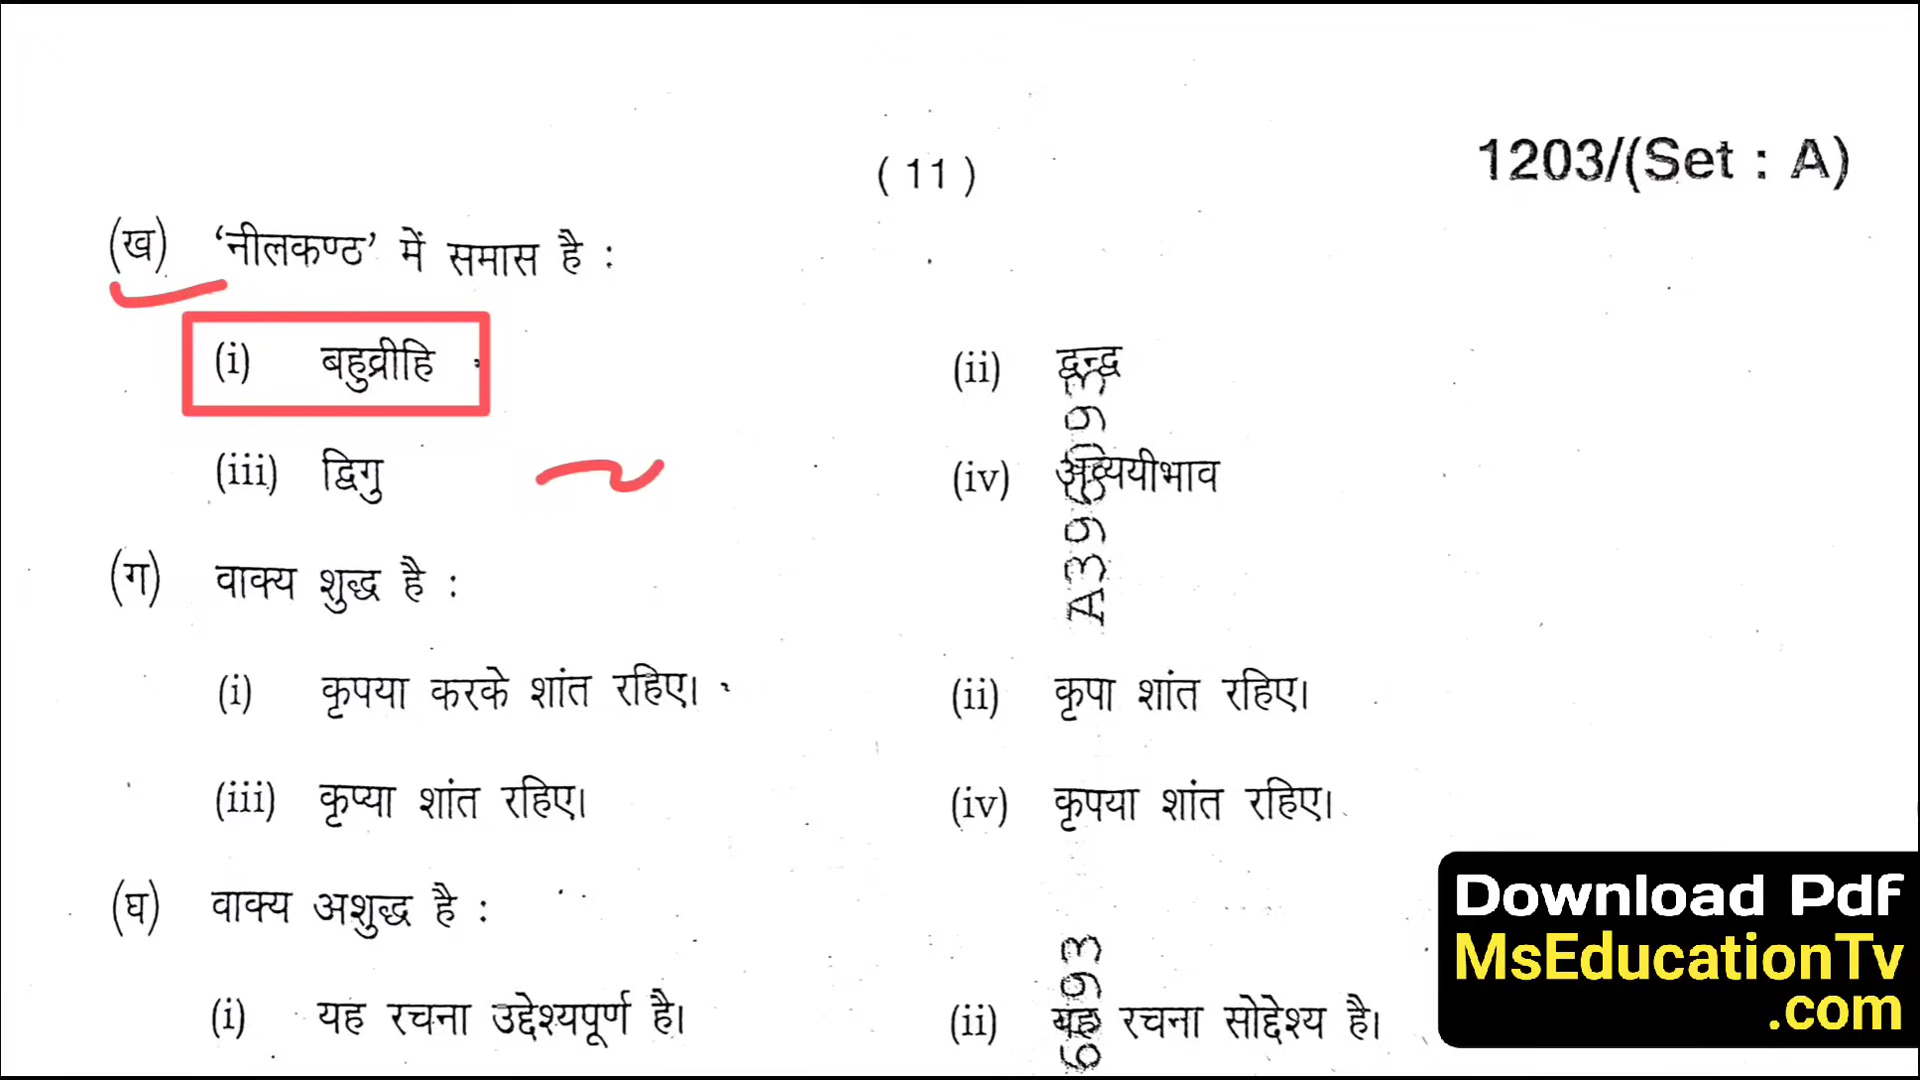 ( 11 )
1203/(Set : A)
(ख) ‘नीलकण्ठ’ में समास है :
(i) बहुव्रीहि
(ii) द्वन्द्व
(iii) द्विगु
(iv) अव्ययीभाव
(ग) वाक्य शुद्ध है :
(i) कृपया करके शांत रहिए।
(ii) कृपा शांत रहिए।
(iii) कृप्या शांत रहिए।
(iv) कृपया शांत रहिए।
(घ) वाक्य अशुद्ध है :
(i) यह रचना उद्देश्यपूर्ण है।
(ii) यह रचना सोद्देश्य है।
Download Pdf
MsEducationTv
.com